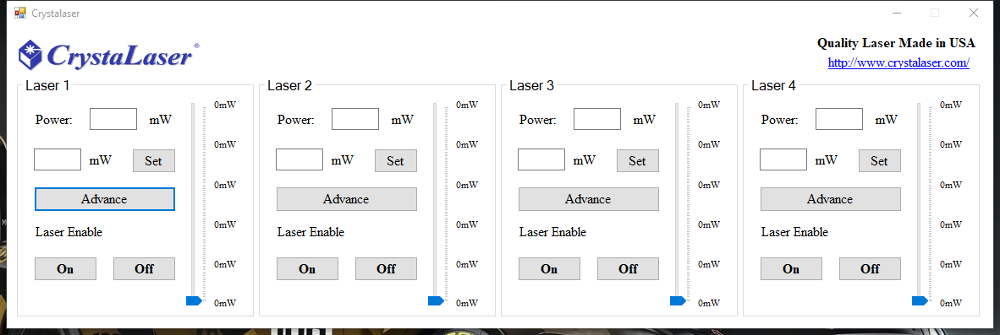 Crystalaser
CrystaLaser®
Quality Laser Made in USA
http://www.crystalaser.com/
Laser 1
Power: mW
mW Set
Advance
Laser Enable
On Off
0mW
0mW
0mW
0mW
0mW
0mW
Laser 2
Power: mW
mW Set
Advance
Laser Enable
On Off
0mW
0mW
0mW
0mW
0mW
0mW
Laser 3
Power: mW
mW Set
Advance
Laser Enable
On Off
0mW
0mW
0mW
0mW
0mW
0mW
Laser 4
Power: mW
mW Set
Advance
Laser Enable
On Off
0mW
0mW
0mW
0mW
0mW
0mW